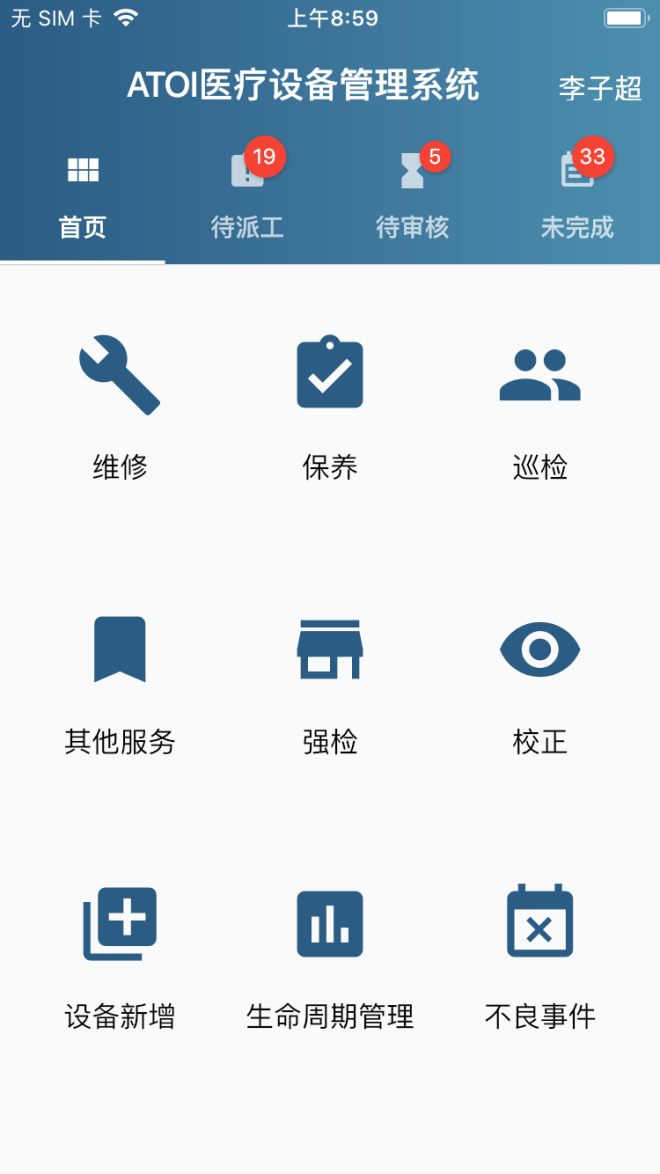 无 SIM 卡 上午8:59
ATOI医疗设备管理系统 李子超
19 5 33
首页 待派工 待审核 未完成
维修 保养 巡检
其他服务 强检 校正
设备新增 生命周期管理 不良事件